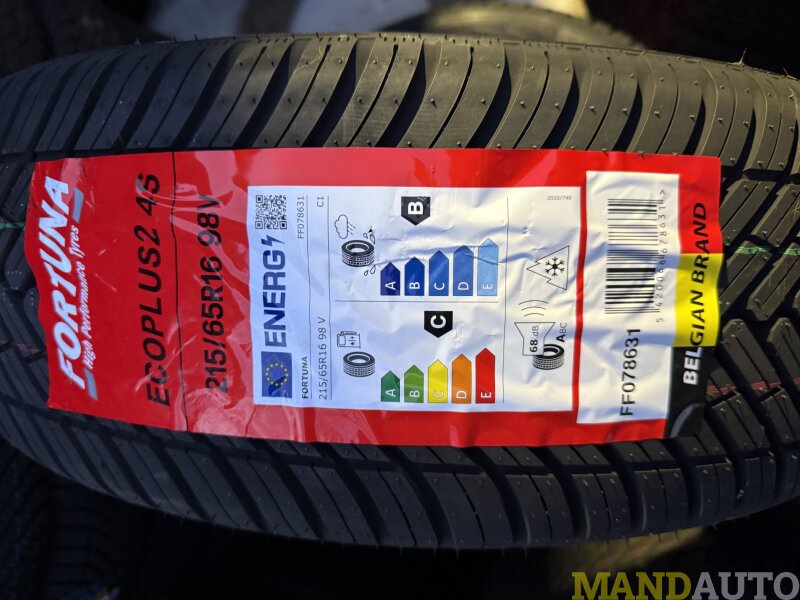 FORTUNA
High Performance Tyres
ECOPLUS2 4S
215/65R16 98V
ENERG
FORTUNA
215/65R16 98 V
FF078631
C1
2020/740
B
A
B
C
D
E
C
A
B
C
D
E
68 dB
ABC
FF078631
BELGIAN BRAND
MANDAUTO